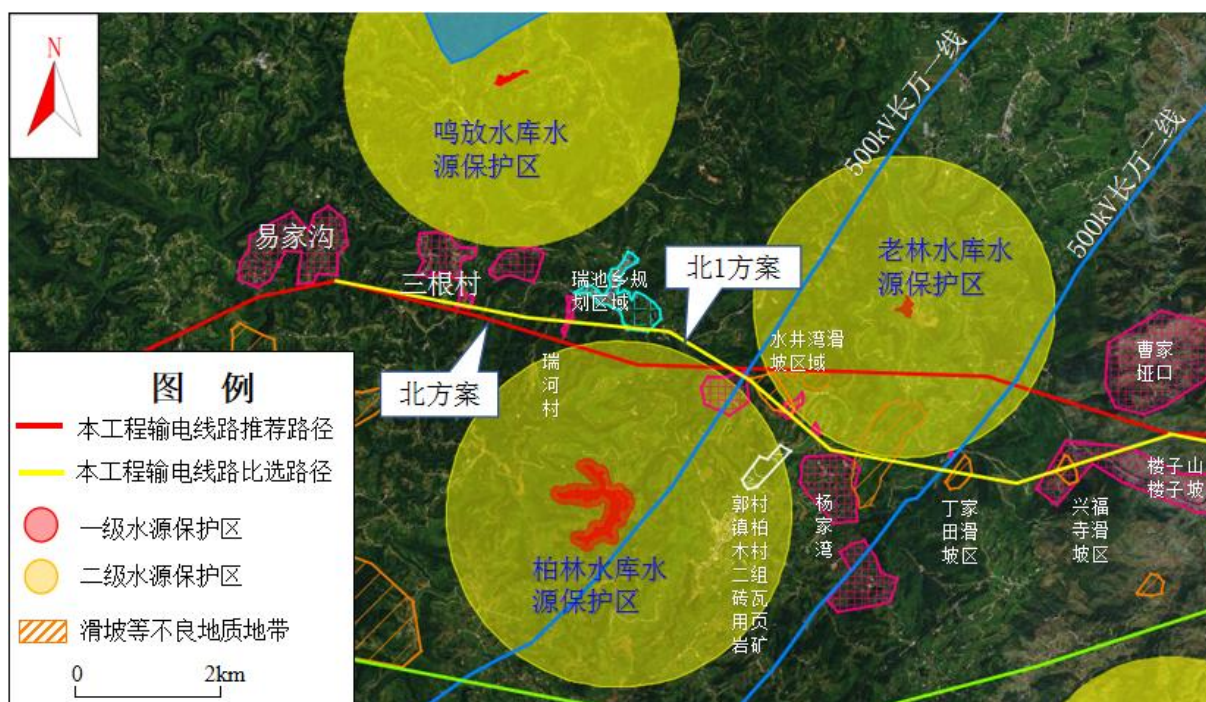 N
500kV长万一线
500kV长万二线
鸣放水库水
源保护区
易家沟
三根村
瑞池乡规
划区域
北1方案
老林水库水
源保护区
水井湾滑
坡区域
曹家
垭口
北方案
瑞河村
柏林水库水
源保护区
郭镇木二砖用岩
村柏村组瓦页矿
杨家湾
丁家
田滑
坡区
兴福
寺滑
坡区
楼子山
楼子坡
图 例
本工程输电线路推荐路径
本工程输电线路比选路径
一级水源保护区
二级水源保护区
滑坡等不良地质地带
0 2km